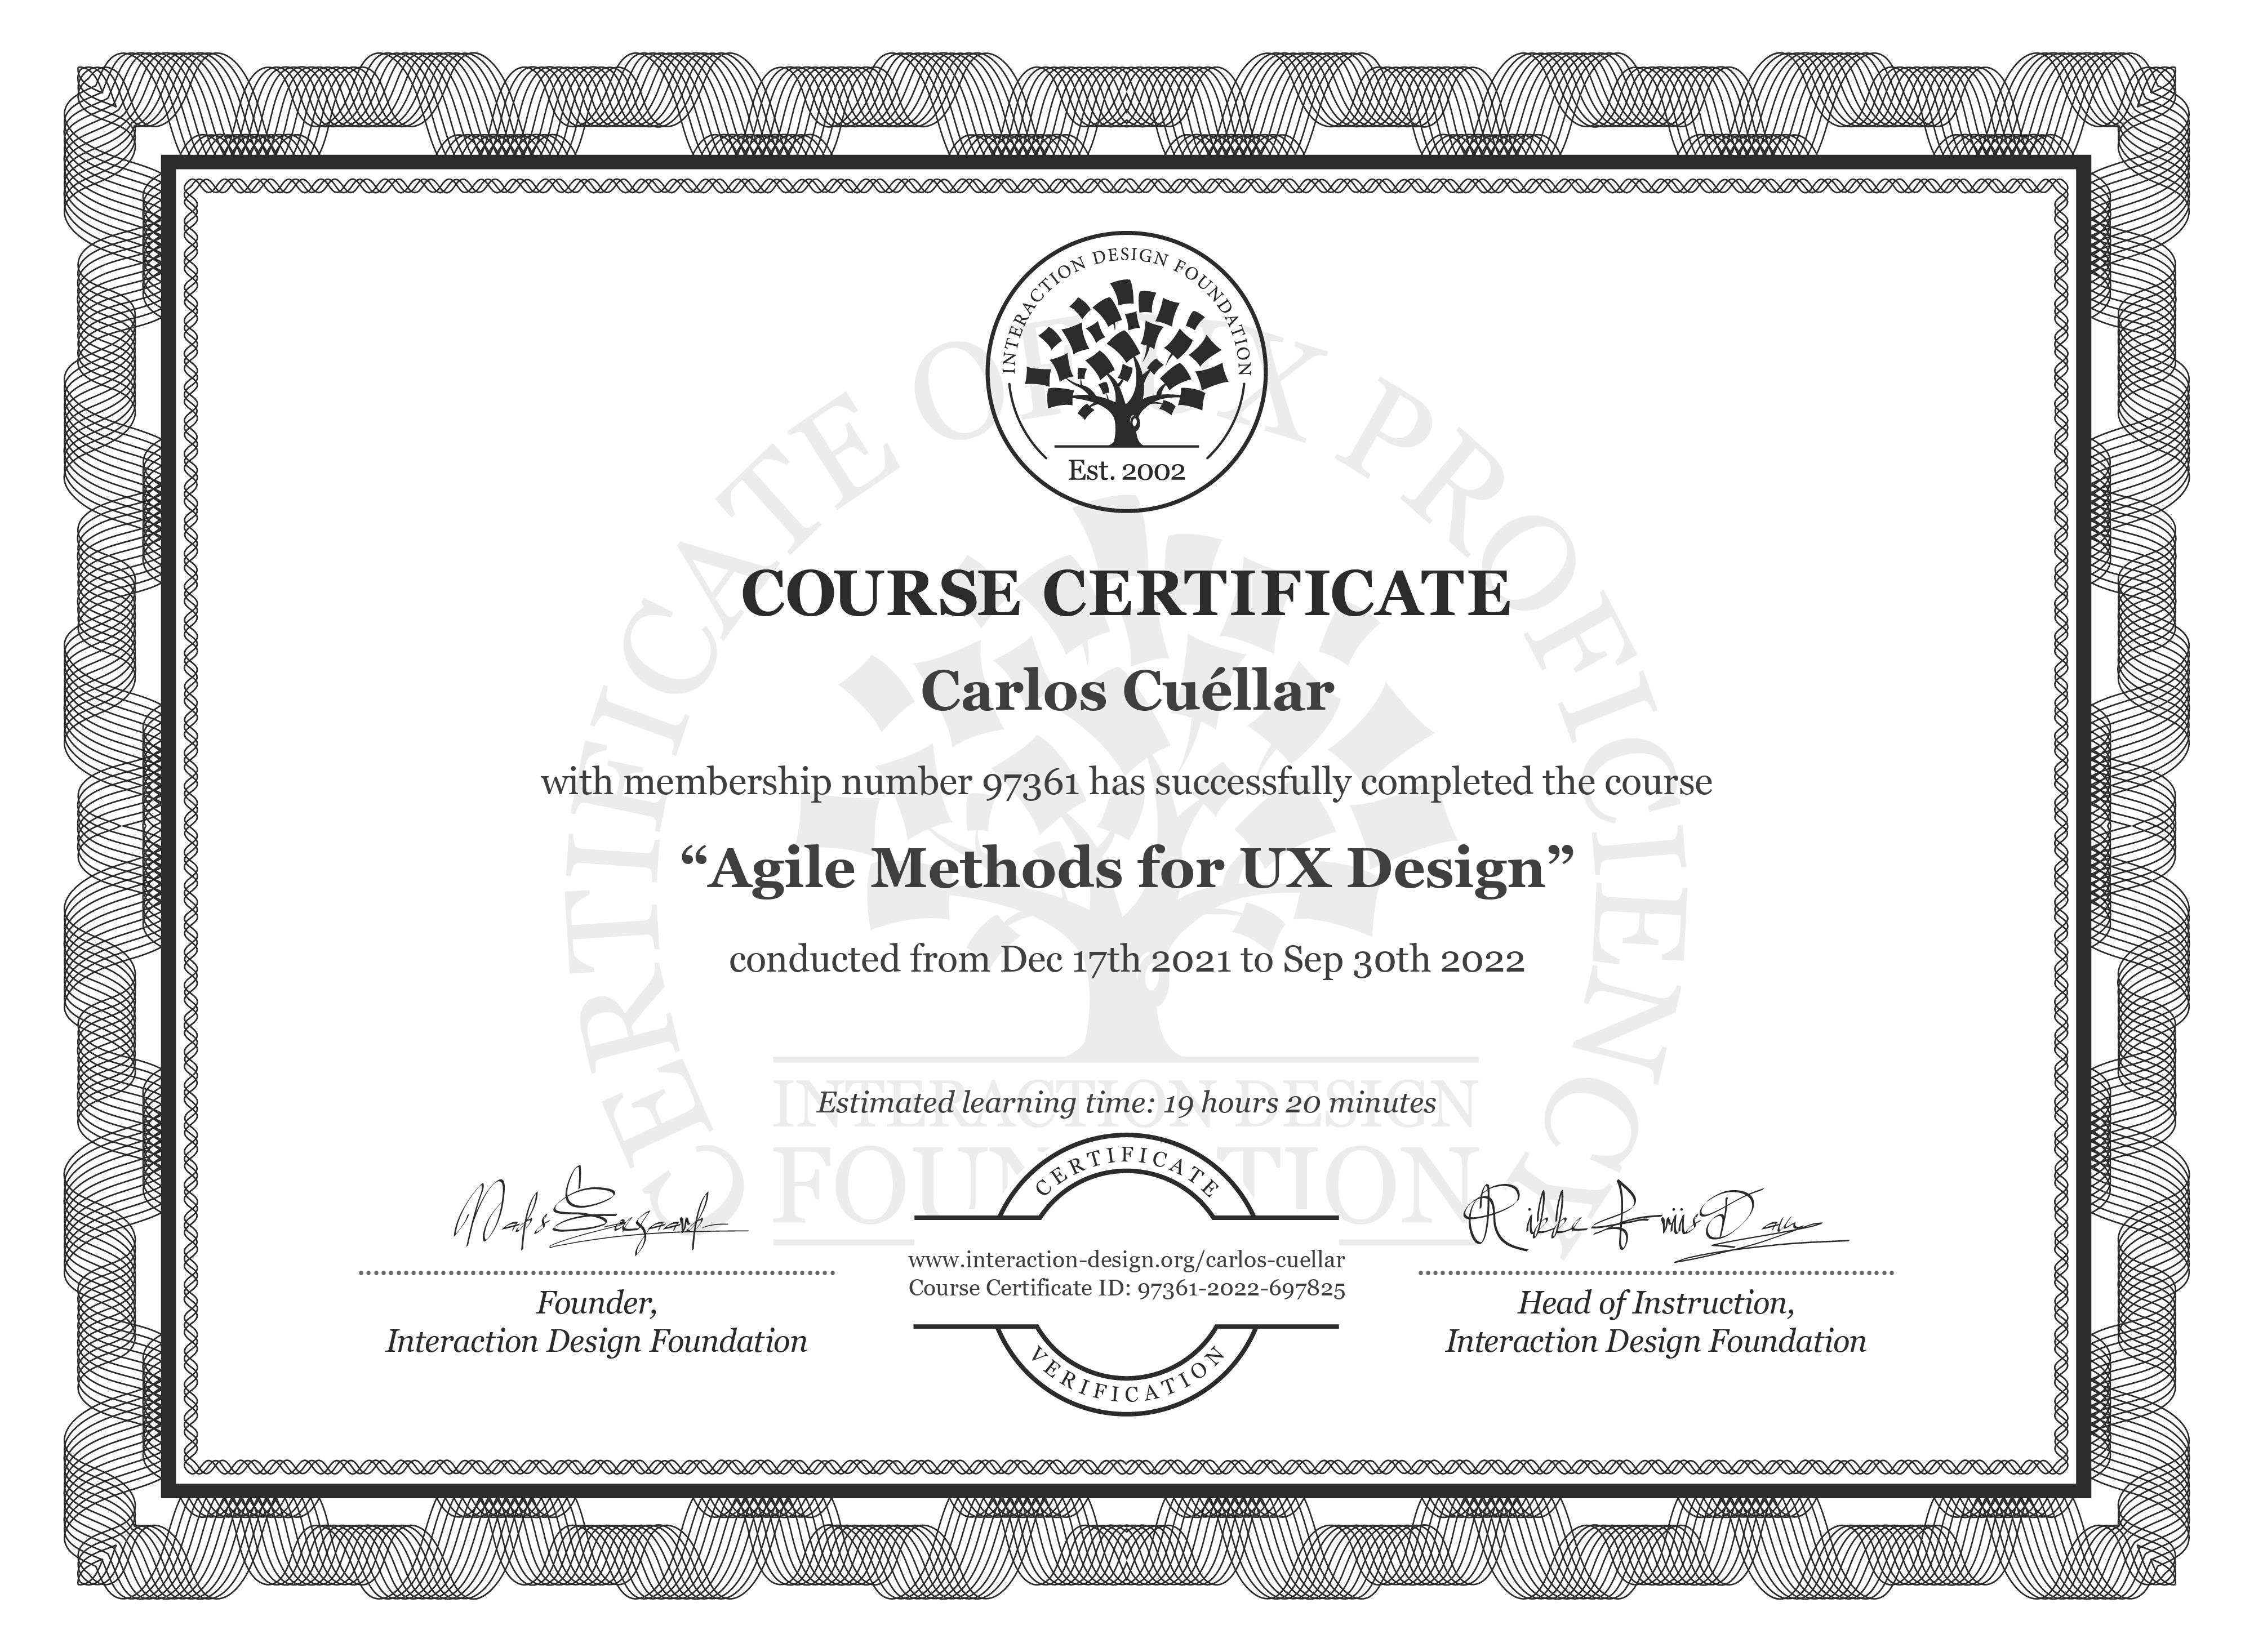 INTERACTION DESIGN FOUNDATION
Est. 2002
CERTIFICATE OF UX PROFICIENCY
COURSE CERTIFICATE
Carlos Cuéllar
with membership number 97361 has successfully completed the course
“Agile Methods for UX Design”
conducted from Dec 17th 2021 to Sep 30th 2022
INTERACTION DESIGN
FOUNDATION
Estimated learning time: 19 hours 20 minutes
CERTIFICATE
www.interaction-design.org/carlos-cuellar
Course Certificate ID: 97361-2022-697825
VERIFICATION
Founder,
Interaction Design Foundation
Rikke Friis Dam
Head of Instruction,
Interaction Design Foundation